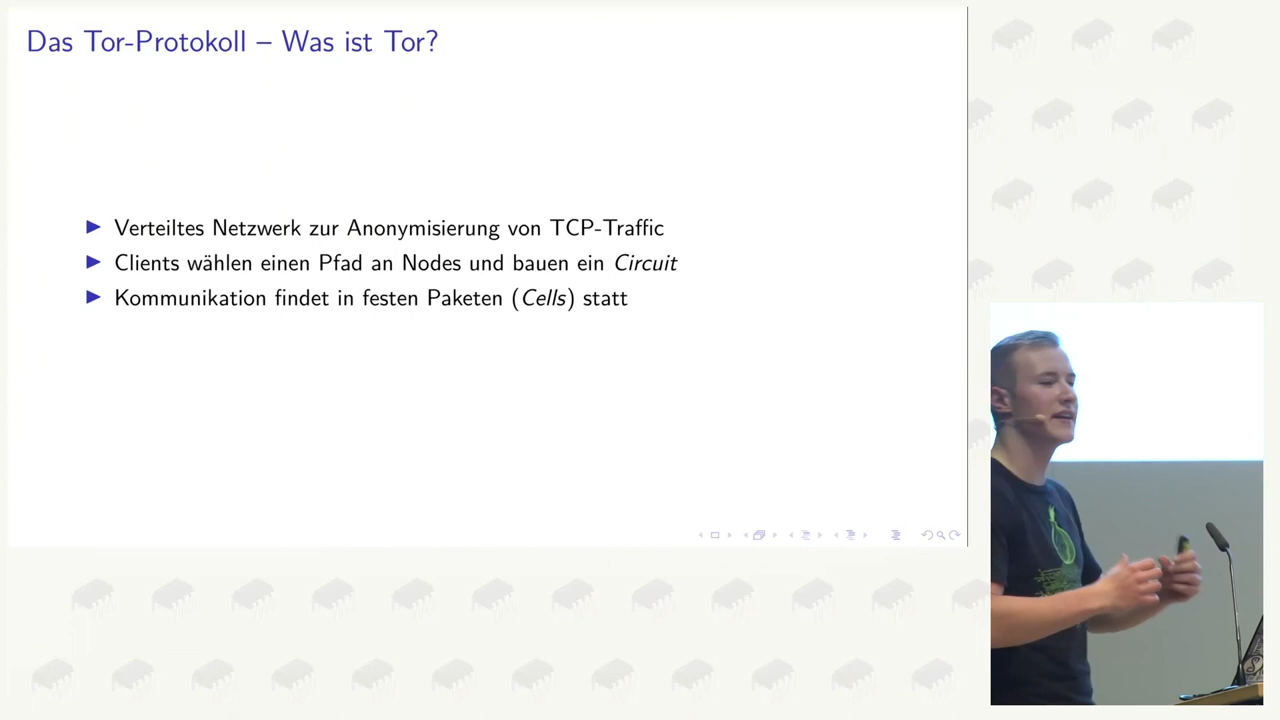 Das Tor-Protokoll – Was ist Tor?
Verteiltes Netzwerk zur Anonymisierung von TCP-Traffic
Clients wählen einen Pfad an Nodes und bauen ein Circuit
Kommunikation findet in festen Paketen (Cells) statt